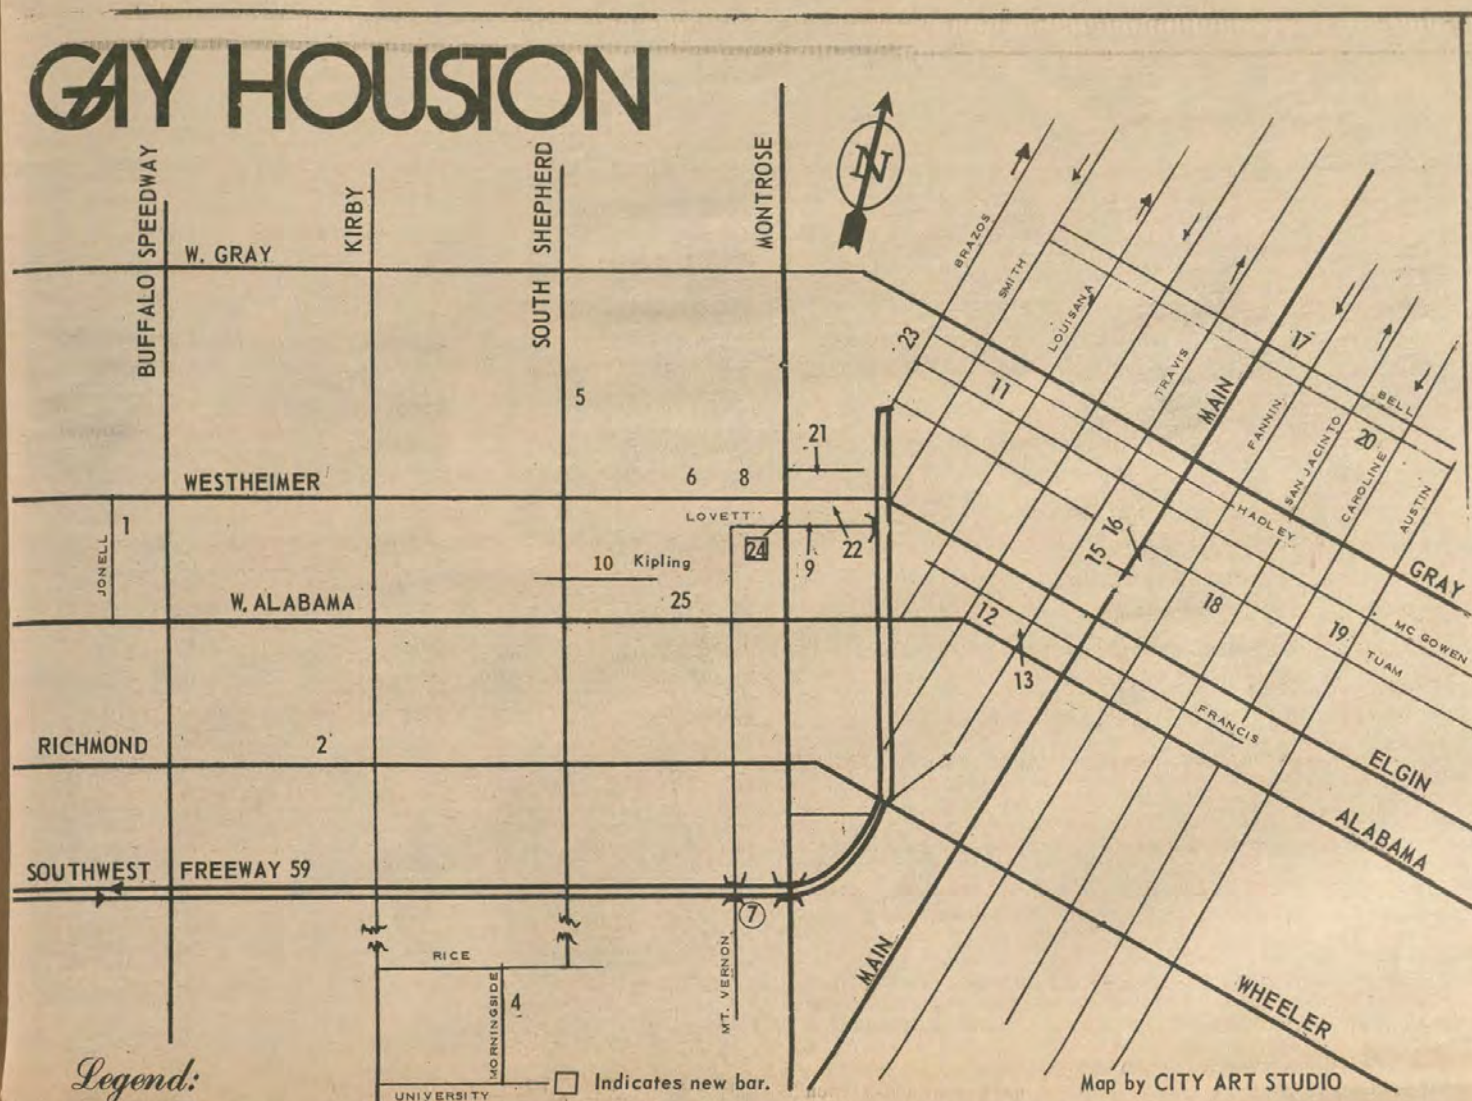 GAY HOUSTON
BUFFALO SPEEDWAY
KIRBY
SOUTH SHEPHERD
MONTROSE
N
W. GRAY
BRAZOS
SMITH
LOUISANA
TRAVIS
MAIN
FANNIN
SAN JACINTO
CAROLINE
AUSTIN
BELL
17
20
23
11
5
21
WESTHEIMER
6
8
LOVETT
HADLEY
GRAY
JONELL
1
24
9
22
10
Kipling
16
15
W. ALABAMA
25
12
13
18
19
MC GOWEN
TUAM
FRANCIS
RICHMOND
2
ELGIN
ALABAMA
SOUTHWEST FREEWAY 59
7
RICE
MORNINGSIDE
4
MT. VERNON
MAIN
WHEELER
UNIVERSITY
Legend:
Indicates new bar.
Map by CITY ART STUDIO